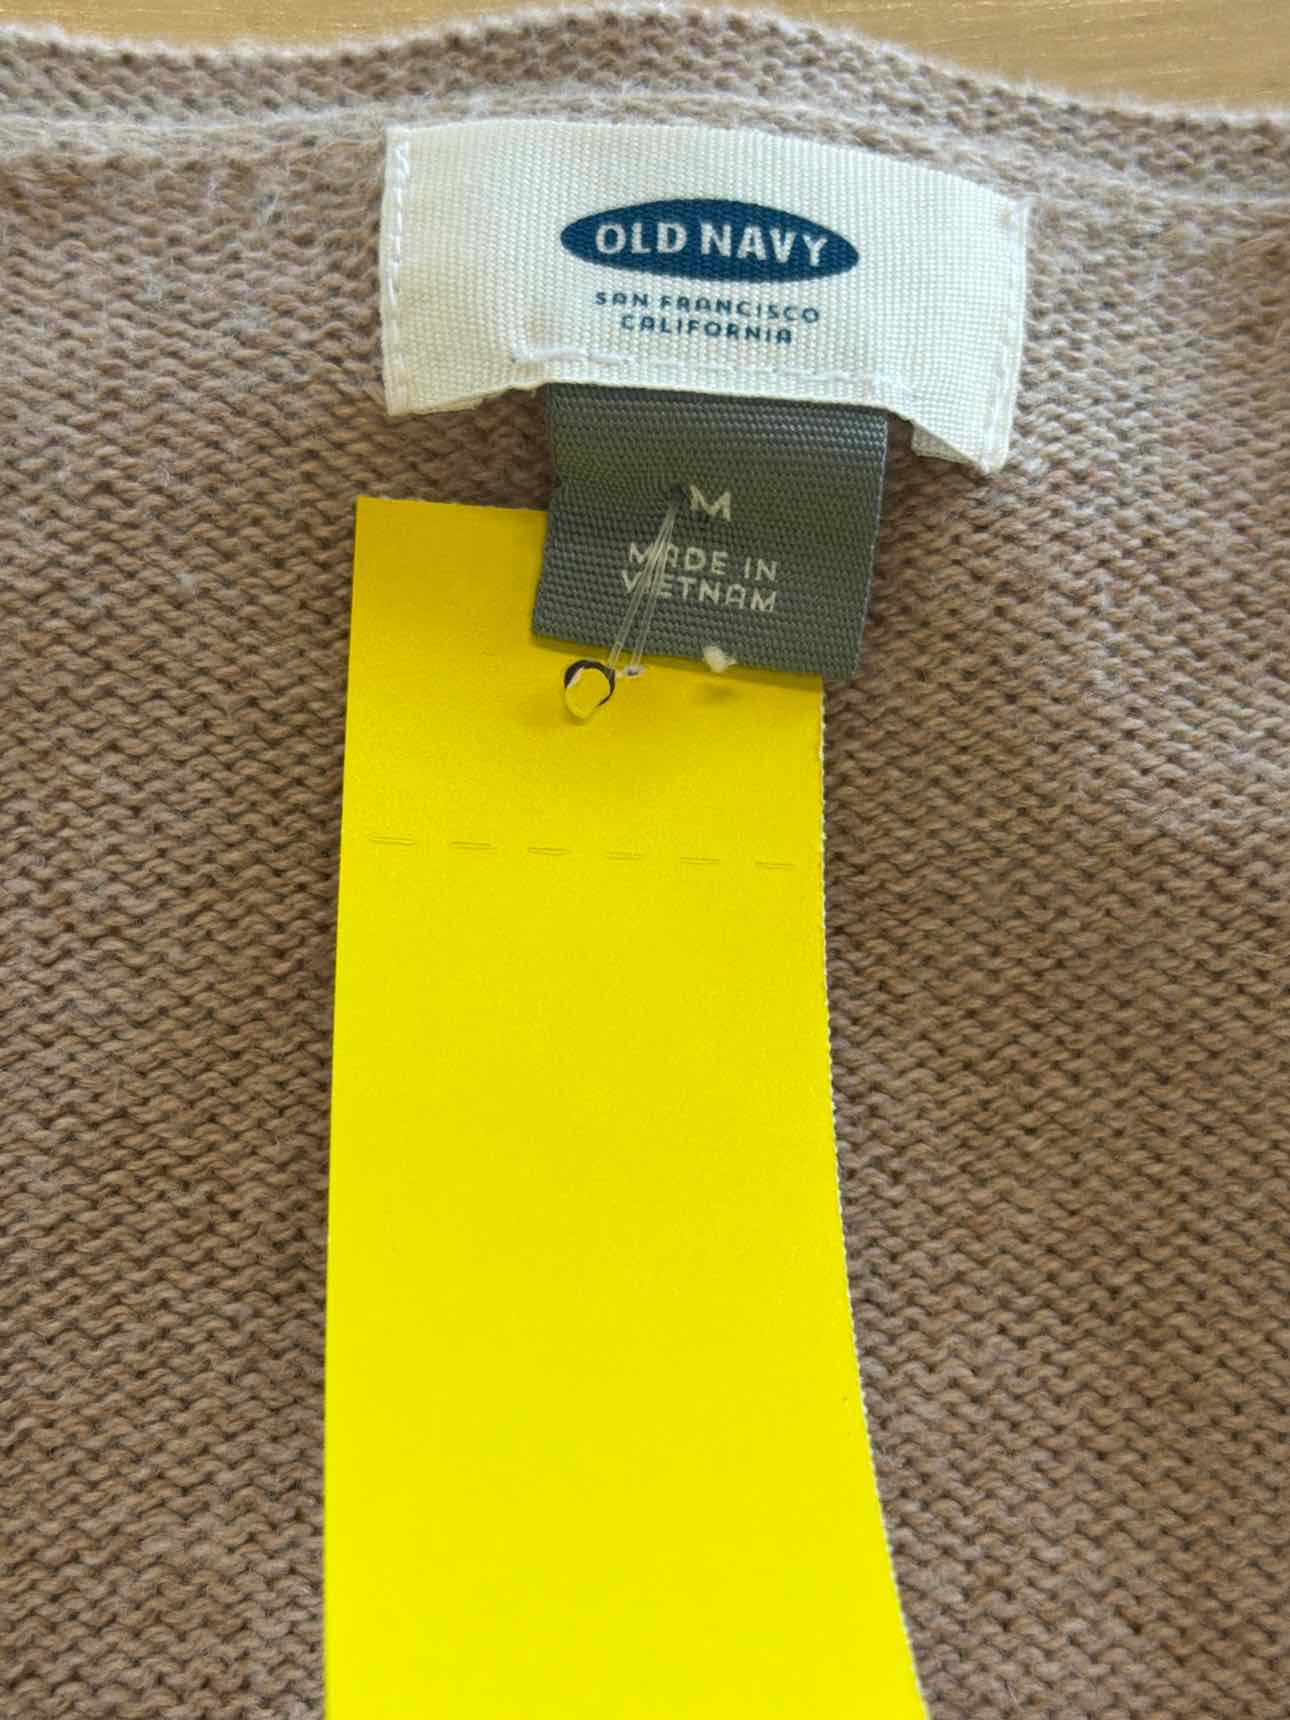 OLD NAVY
SAN FRANCISCO
CALIFORNIA
M
MADE IN
VIETNAM